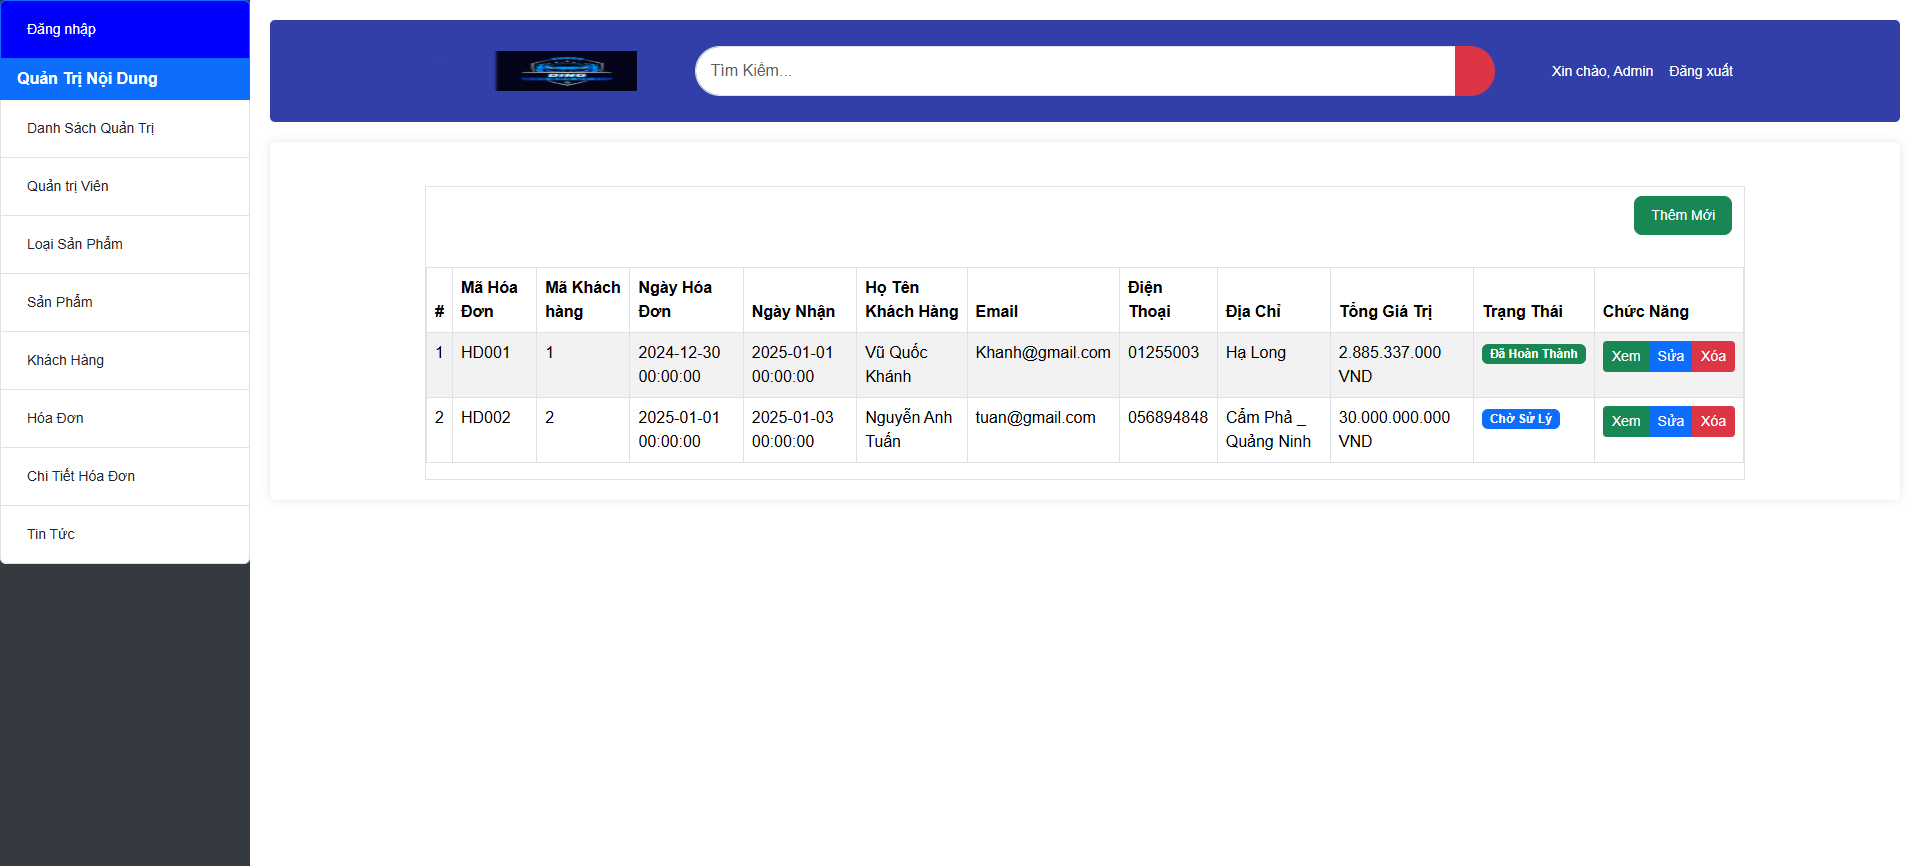 Đăng nhập
Quản Trị Nội Dung
Danh Sách Quản Trị
Quản trị Viên
Loại Sản Phẩm
Sản Phẩm
Khách Hàng
Hóa Đơn
Chi Tiết Hóa Đơn
Tin Tức
DINO
Tìm Kiếm...
Xin chào, Admin Đăng xuất
Thêm Mới
# Mã Hóa Đơn Mã Khách hàng Ngày Hóa Đơn Ngày Nhận Họ Tên Khách Hàng Email Điện Thoại Địa Chỉ Tổng Giá Trị Trạng Thái Chức Năng
1 HD001 1 2024-12-30 00:00:00 2025-01-01 00:00:00 Vũ Quốc Khánh Khanh@gmail.com 01255003 Hạ Long 2.885.337.000 VND Đã Hoàn Thành Xem Sửa Xóa
2 HD002 2 2025-01-01 00:00:00 2025-01-03 00:00:00 Nguyễn Anh Tuấn tuan@gmail.com 056894848 Cẩm Phả _ Quảng Ninh 30.000.000.000 VND Chờ Sử Lý Xem Sửa Xóa